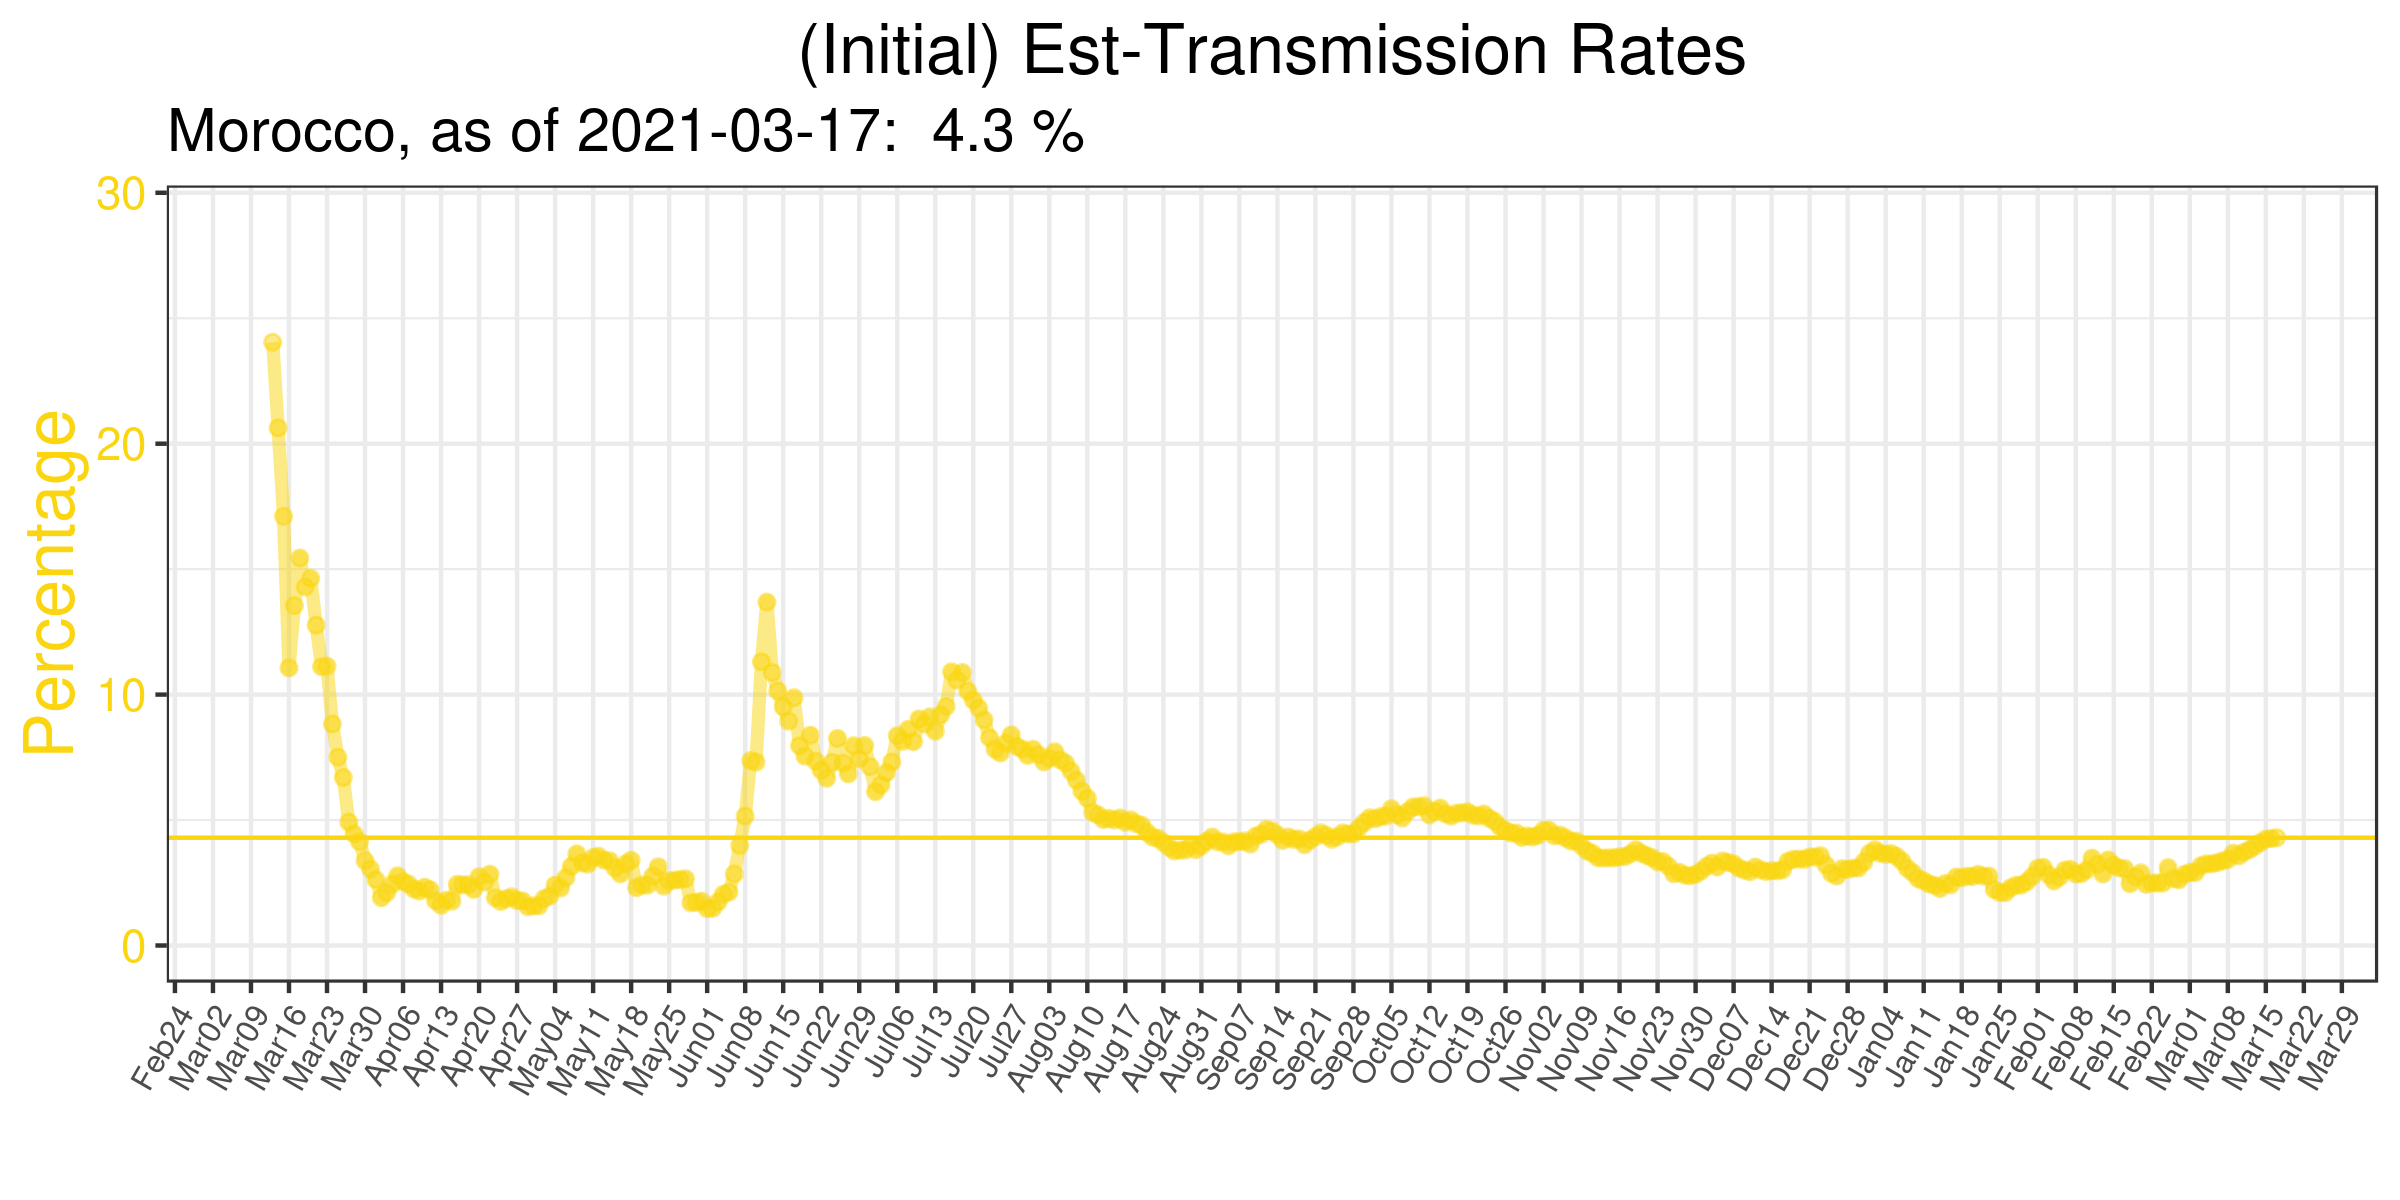 (Initial) Est-Transmission Rates
Morocco, as of 2021-03-17:  4.3 %
Percentage
30
20
10
0
Feb24
Mar02
Mar09
Mar16
Mar23
Mar30
Apr06
Apr13
Apr20
Apr27
May04
May11
May18
May25
Jun01
Jun08
Jun15
Jun22
Jun29
Jul06
Jul13
Jul20
Jul27
Aug03
Aug10
Aug17
Aug24
Aug31
Sep07
Sep14
Sep21
Sep28
Oct05
Oct12
Oct19
Oct26
Nov02
Nov09
Nov16
Nov23
Nov30
Dec07
Dec14
Dec21
Dec28
Jan04
Jan11
Jan18
Jan25
Feb01
Feb08
Feb15
Feb22
Mar01
Mar08
Mar15
Mar22
Mar29